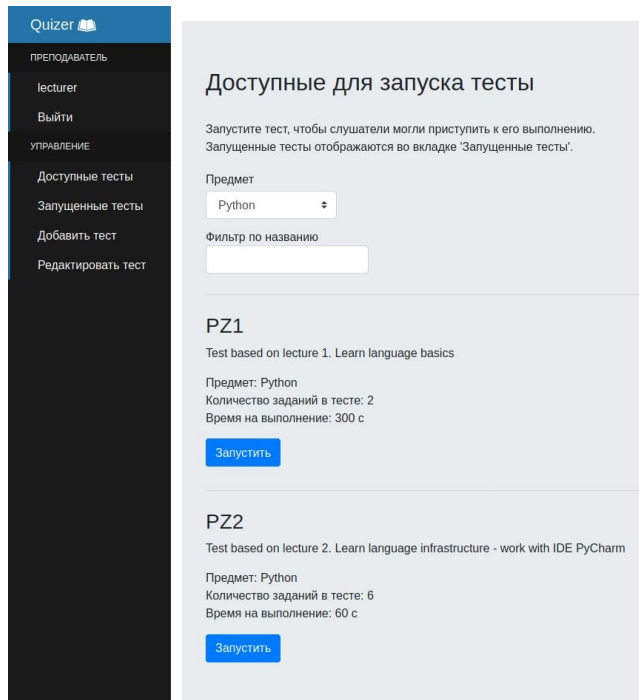 Quizer
ПРЕПОДАВАТЕЛЬ
lecturer
Выйти
УПРАВЛЕНИЕ
Доступные тесты
Запущенные тесты
Добавить тест
Редактировать тест
Доступные для запуска тесты
Запустите тест, чтобы слушатели могли приступить к его выполнению.
Запущенные тесты отображаются во вкладке 'Запущенные тесты'.
Предмет
Python
Фильтр по названию
PZ1
Test based on lecture 1. Learn language basics
Предмет: Python
Количество заданий в тесте: 2
Время на выполнение: 300 с
Запустить
PZ2
Test based on lecture 2. Learn language infrastructure - work with IDE PyCharm
Предмет: Python
Количество заданий в тесте: 6
Время на выполнение: 60 с
Запустить